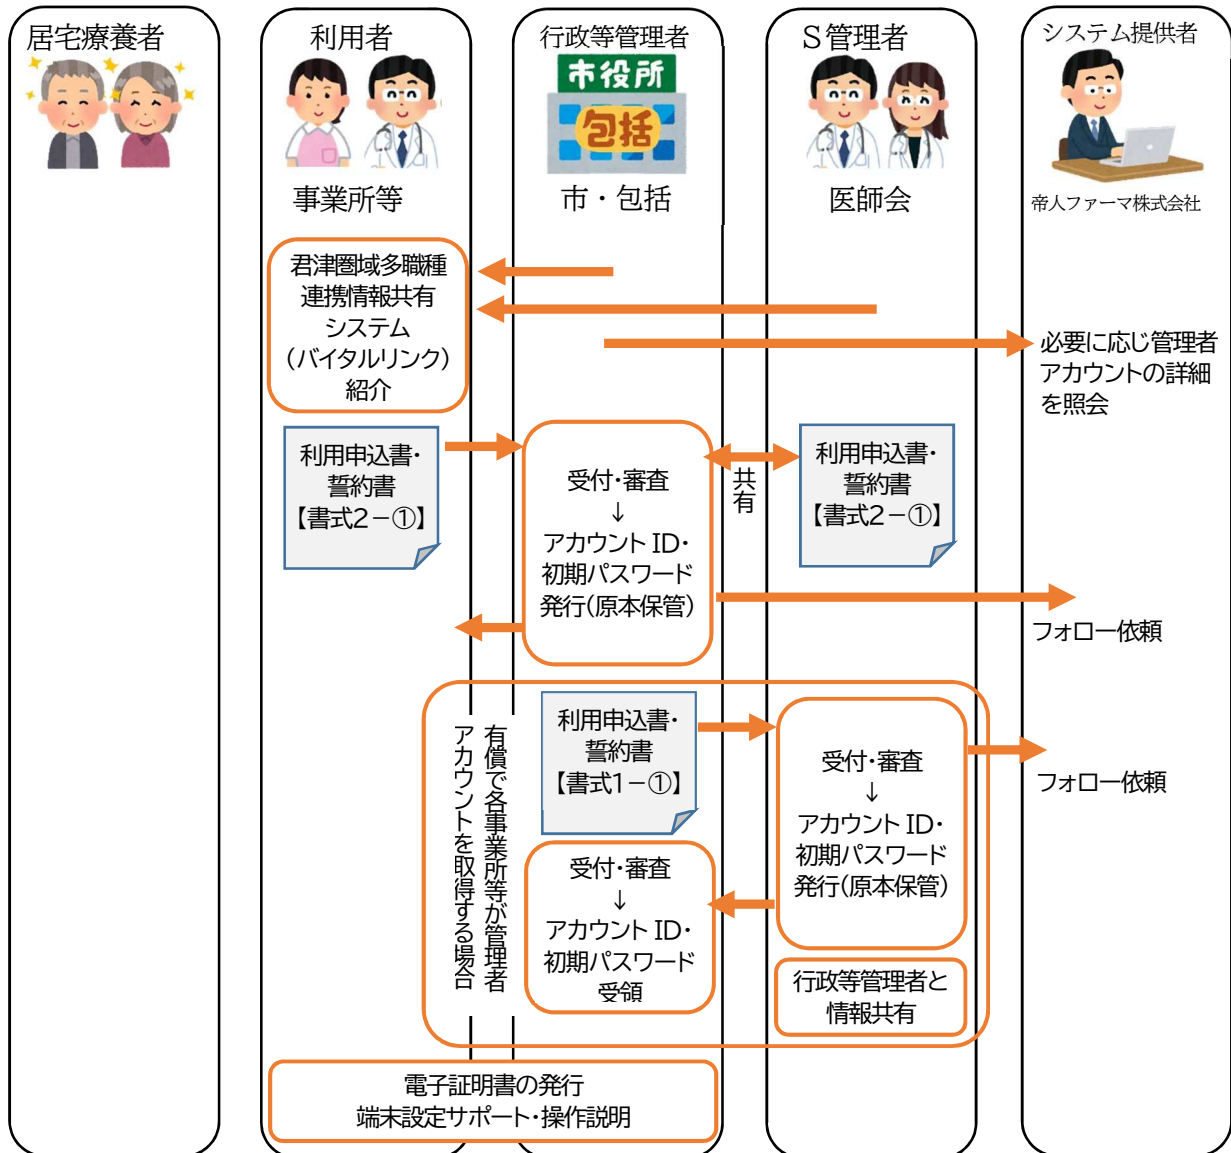 居宅療養者
利用者
行政等管理者
S管理者
システム提供者
市役所
包括
事業所等
市・包括
医師会
帝人ファーマ株式会社
君津圏域多職種
連携情報共有
システム
(バイタルリンク)
紹介
必要に応じ管理者
アカウントの詳細
を照会
利用申込書・
誓約書
【書式2-①】
受付・審査
↓
アカウント ID・
初期パスワード
発行(原本保管)
共有
利用申込書・
誓約書
【書式2-①】
フォロー依頼
有償で各事業所等が管理者
アカウントを取得する場合
利用申込書・
誓約書
【書式1-①】
受付・審査
↓
アカウント ID・
初期パスワード
発行(原本保管)
フォロー依頼
受付・審査
↓
アカウント ID・
初期パスワード
受領
行政等管理者と
情報共有
電子証明書の発行
端末設定サポート・操作説明